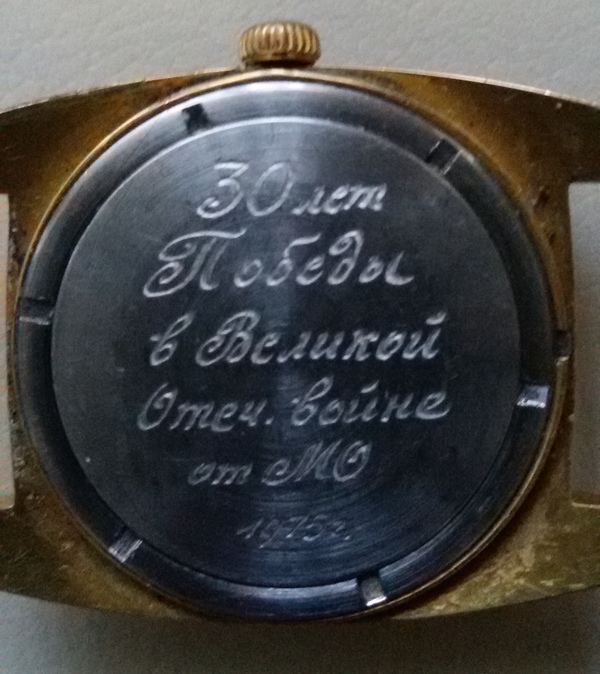 30 лет
Победы
в Великой
Отеч. войне
от МО
1975г.